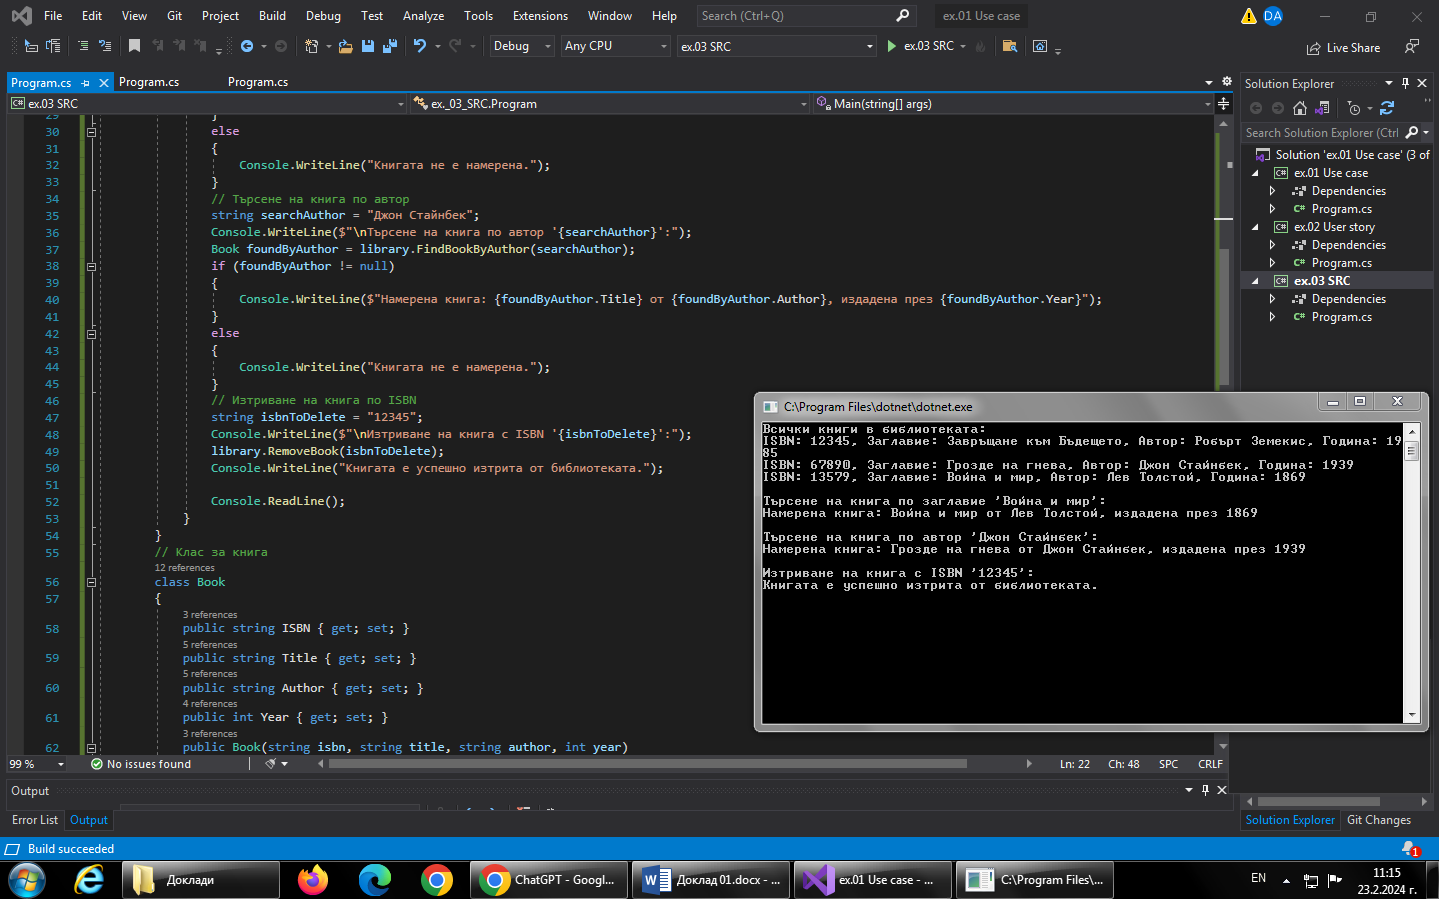 File Edit View Git Project Build Debug Test Analyze Tools Extensions Window Help Search (Ctrl+Q) ex.01 Use case DA
Debug Any CPU ex.03 SRC ex.03 SRC Live Share
Program.cs Program.cs Program.cs
ex.03 SRC ex._03_SRC.Program Main(string[] args)
29 }
30 else
31 {
32 Console.WriteLine("Книгата не е намерена.");
33 }
34 // Търсене на книга по автор
35 string searchAuthor = "Джон Стайнбек";
36 Console.WriteLine($"\nТърсене на книга по автор '{searchAuthor}':");
37 Book foundByAuthor = library.FindBookByAuthor(searchAuthor);
38 if (foundByAuthor != null)
39 {
40 Console.WriteLine($"Намерена книга: {foundByAuthor.Title} от {foundByAuthor.Author}, издадена през {foundByAuthor.Year}");
41 }
42 else
43 {
44 Console.WriteLine("Книгата не е намерена.");
45 }
46 // Изтриване на книга по ISBN
47 string isbnToDelete = "12345";
48 Console.WriteLine($"\nИзтриване на книга с ISBN '{isbnToDelete}':");
49 library.RemoveBook(isbnToDelete);
50 Console.WriteLine("Книгата е успешно изтрита от библиотеката.");
51
52 Console.ReadLine();
53 }
54 }
55 // Клас за книга
12 references
56 class Book
57 {
3 references
58 public string ISBN { get; set; }
5 references
59 public string Title { get; set; }
5 references
60 public string Author { get; set; }
4 references
61 public int Year { get; set; }
3 references
62 public Book(string isbn, string title, string author, int year)
99 % No issues found Ln: 22 Ch: 48 SPC CRLF
Output
Error List Output
Build succeeded
Solution Explorer
Search Solution Explorer (Ctrl
Solution 'ex.01 Use case' (3 of
ex.01 Use case
Dependencies
C# Program.cs
ex.02 User story
Dependencies
C# Program.cs
ex.03 SRC
Dependencies
C# Program.cs
Solution Explorer Git Changes
1
C:\Program Files\dotnet\dotnet.exe
Всички книги в библиотеката:
ISBN: 12345, Заглавие: Завръщане към Бъдещето, Автор: Робърт Земекис, Година: 19
85
ISBN: 67890, Заглавие: Грозде на гнева, Автор: Джон Стайнбек, Година: 1939
ISBN: 13579, Заглавие: Война и мир, Автор: Лев Толстой, Година: 1869
Търсене на книга по заглавие 'Война и мир':
Намерена книга: Война и мир от Лев Толстой, издадена през 1869
Търсене на книга по автор 'Джон Стайнбек':
Намерена книга: Грозде на гнева от Джон Стайнбек, издадена през 1939
Изтриване на книга с ISBN '12345':
Книгата е успешно изтрита от библиотеката.
Доклади ChatGPT - Googl... Доклад 01.docx - ... ex.01 Use case - ... C:\Program Files\... EN 11:15
23.2.2024 г.